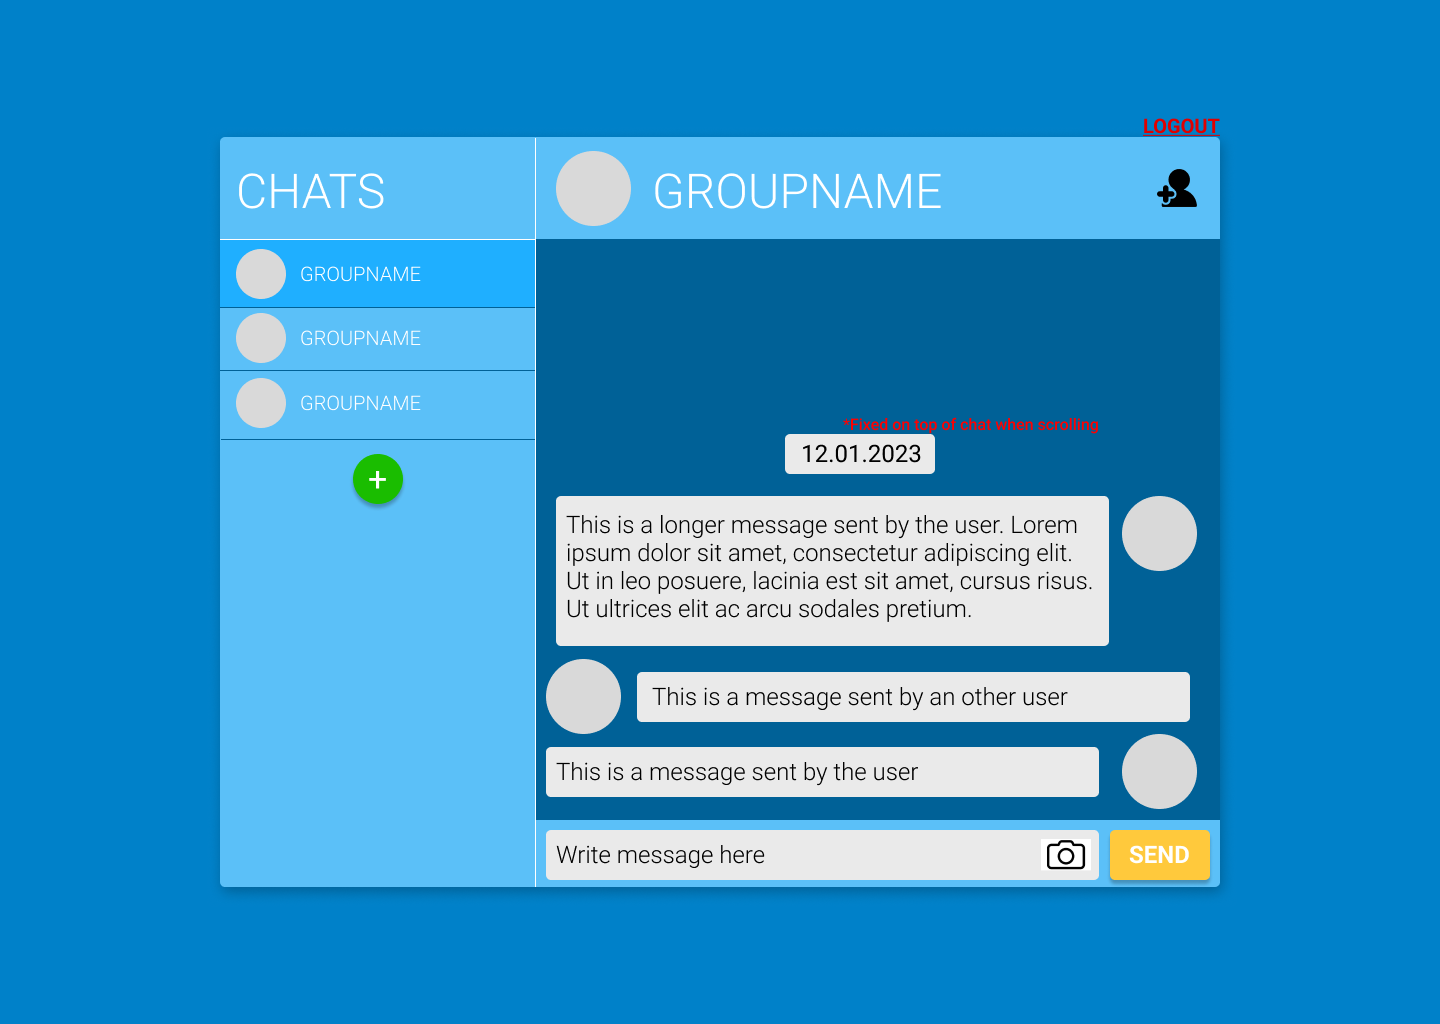 LOGOUT
CHATS
GROUPNAME
GROUPNAME
GROUPNAME
GROUPNAME
*Fixed on top of chat when scrolling
12.01.2023
This is a longer message sent by the user. Lorem
ipsum dolor sit amet, consectetur adipiscing elit.
Ut in leo posuere, lacinia est sit amet, cursus risus.
Ut ultrices elit ac arcu sodales pretium.
This is a message sent by an other user
This is a message sent by the user
Write message here
SEND